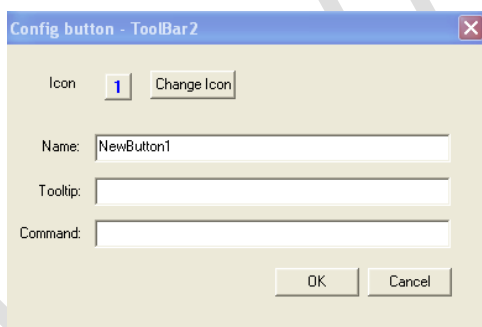 Config button - ToolBar2
Icon 1 Change Icon
Name: NewButton1
Tooltip:
Command:
OK Cancel